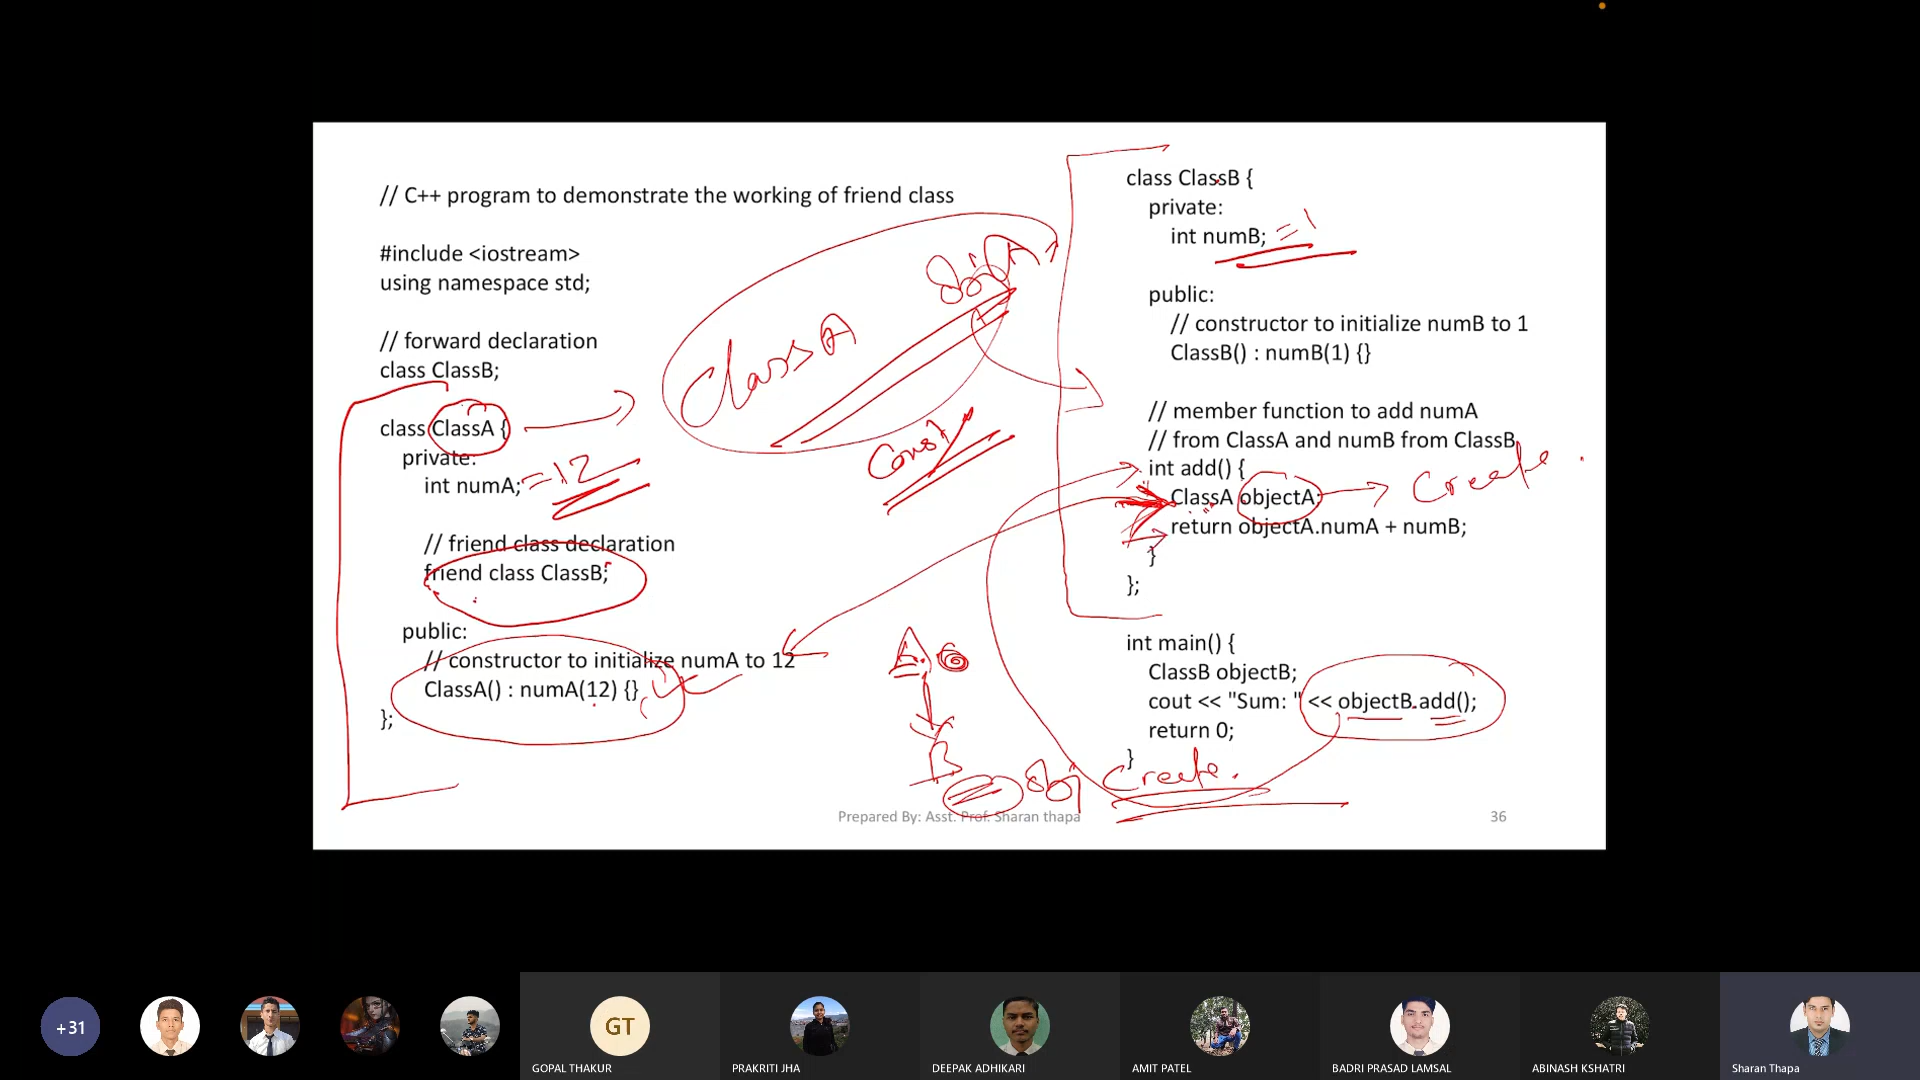 // C++ program to demonstrate the working of friend class
#include <iostream>
using namespace std;
// forward declaration
class ClassB;
class ClassA {
private:
int numA; =12
// friend class declaration
friend class ClassB;
public:
// constructor to initialize numA to 12
ClassA() : numA(12) {}
};
ClassA objA;
Const
A
B
obj
class ClassB {
private:
int numB; =1
public:
// constructor to initialize numB to 1
ClassB() : numB(1) {}
// member function to add numA
// from ClassA and numB from ClassB
int add() {
ClassA objectA; Create.
return objectA.numA + numB;
}
};
int main() {
ClassB objectB;
cout << "Sum: " << objectB.add();
return 0;
}
Create.
Prepared By: Asst. Prof. Sharan thapa
36
+31
GT
GOPAL THAKUR
PRAKRITI JHA
DEEPAK ADHIKARI
AMIT PATEL
BADRI PRASAD LAMSAL
ABINASH KSHATRI
Sharan Thapa